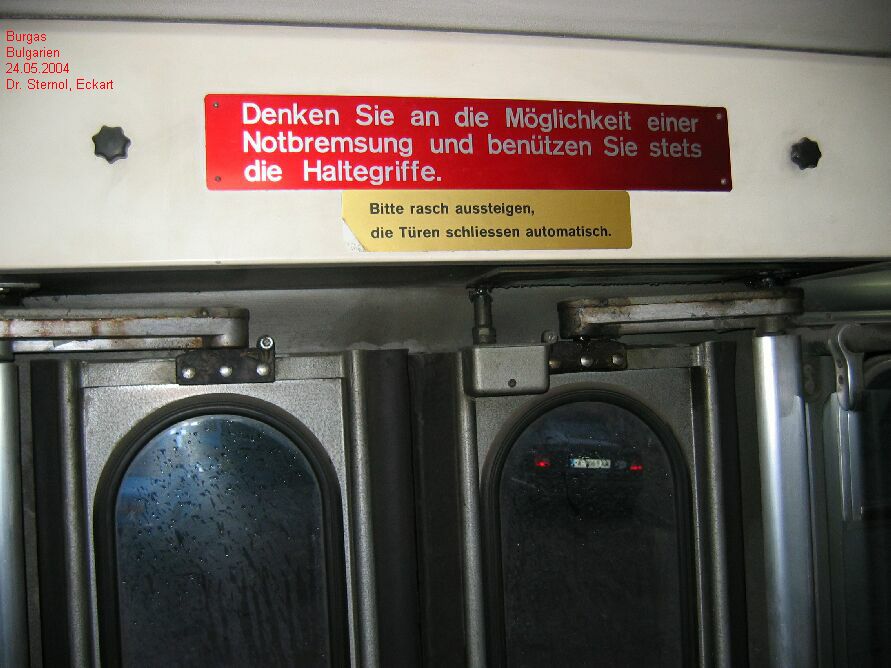 Burgas
Bulgarien
24.05.2004
Dr. Sternol, Eckart
Denken Sie an die Möglichkeit einer
Notbremsung und benützen Sie stets
die Haltegriffe.
Bitte rasch aussteigen,
die Türen schliessen automatisch.